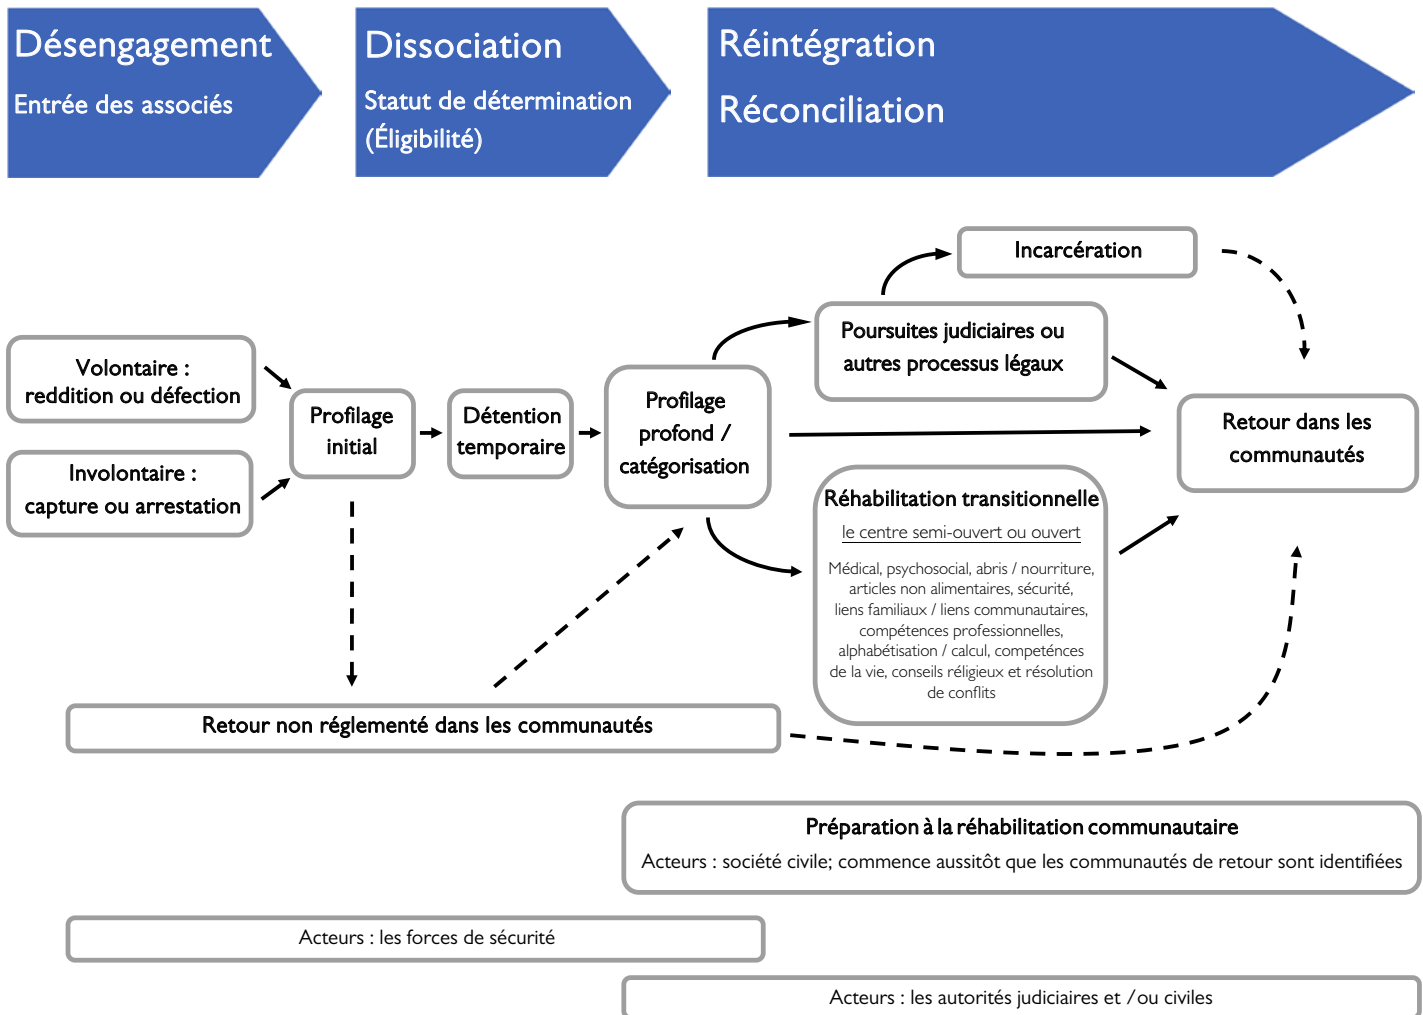 Désengagement
Entrée des associés
Dissociation
Statut de détermination
(Éligibilité)
Réintégration
Réconciliation
Incarcération
Poursuites judiciaires ou
autres processus légaux
Volontaire :
reddition ou défection
Involontaire :
capture ou arrestation
Profilage
initial
Détention
temporaire
Profilage
profond /
catégorisation
Retour dans les
communautés
Réhabilitation transitionnelle
le centre semi-ouvert ou ouvert
Médical, psychosocial, abris / nourriture,
articles non alimentaires, sécurité,
liens familiaux / liens communautaires,
compétences professionnelles,
alphabétisation / calcul, competénces
de la vie, conseils réligieux et résolution
de conflits
Retour non réglementé dans les communautés
Préparation à la réhabilitation communautaire
Acteurs : société civile; commence aussitôt que les communautés de retour sont identifiées
Acteurs : les forces de sécurité
Acteurs : les autorités judiciaires et /ou civiles